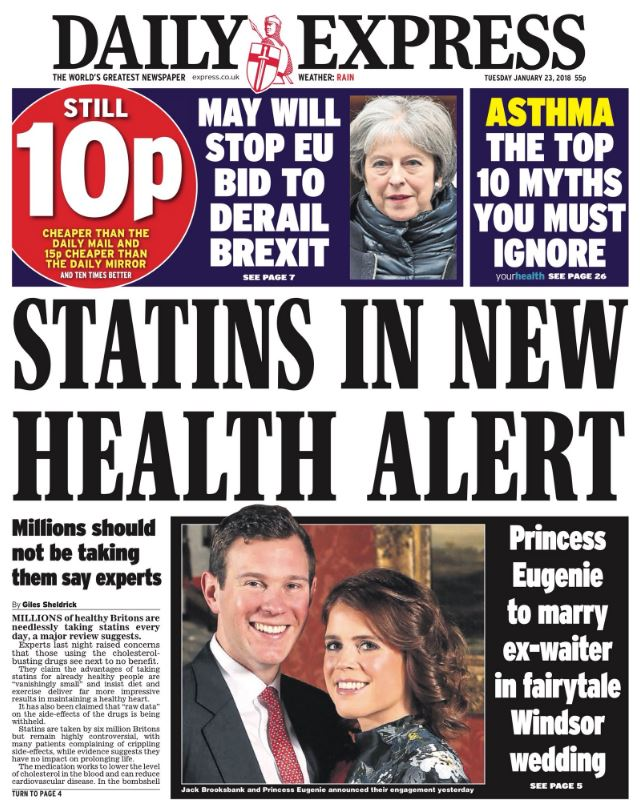 DAILY EXPRESS
THE WORLD'S GREATEST NEWSPAPER express.co.uk WEATHER: RAIN TUESDAY JANUARY 23, 2018 55p
STILL
10p
CHEAPER THAN THE
DAILY MAIL AND
15p CHEAPER THAN
THE DAILY MIRROR
AND TEN TIMES BETTER
MAY WILL
STOP EU
BID TO
DERAIL
BREXIT
SEE PAGE 7
ASTHMA
THE TOP
10 MYTHS
YOU MUST
IGNORE
yourhealth SEE PAGE 26
STATINS IN NEW
HEALTH ALERT
Millions should
not be taking
them say experts
By Giles Sheldrick
MILLIONS of healthy Britons are
needlessly taking statins every
day, a major review suggests.
Experts last night raised concerns
that those using the cholesterol-
busting drugs see next to no benefit.
They claim the advantages of taking
statins for already healthy people are
"vanishingly small" and insist diet and
exercise deliver far more impressive
results in maintaining a healthy heart.
It has also been claimed that "raw data"
on the side-effects of the drugs is being
withheld.
Statins are taken by six million Britons
but remain highly controversial, with
many patients complaining of crippling
side-effects, while evidence suggests they
have no impact on prolonging life.
The medication works to lower the level
of cholesterol in the blood and can reduce
cardiovascular disease. In the bombshell
TURN TO PAGE 4
Jack Brooksbank and Princess Eugenie announced their engagement yesterday
Princess
Eugenie
to marry
ex-waiter
in fairytale
Windsor
wedding
SEE PAGE 5